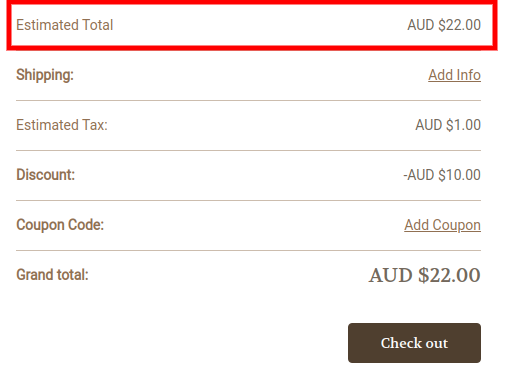 Estimated Total AUD $22.00
Shipping: Add Info
Estimated Tax: AUD $1.00
Discount: -AUD $10.00
Coupon Code: Add Coupon
Grand total: AUD $22.00
Check out